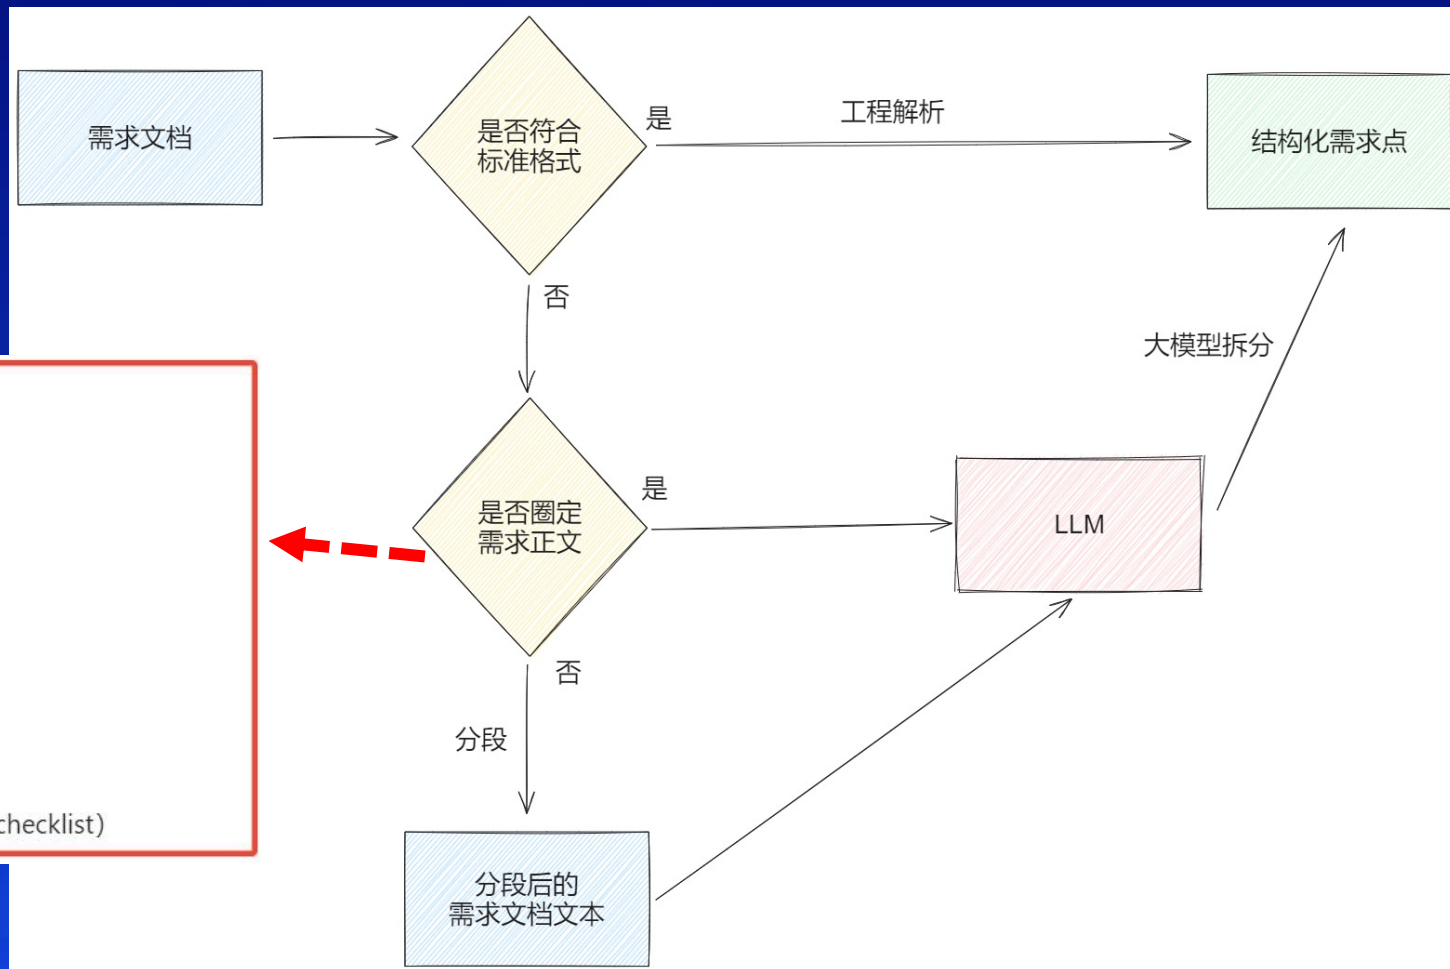 需求文档
是否符合
标准格式
是
工程解析
结构化需求点
否
大模型拆分
是否圈定
需求正文
是
LLM
否
分段
checklist)
分段后的
需求文档文本